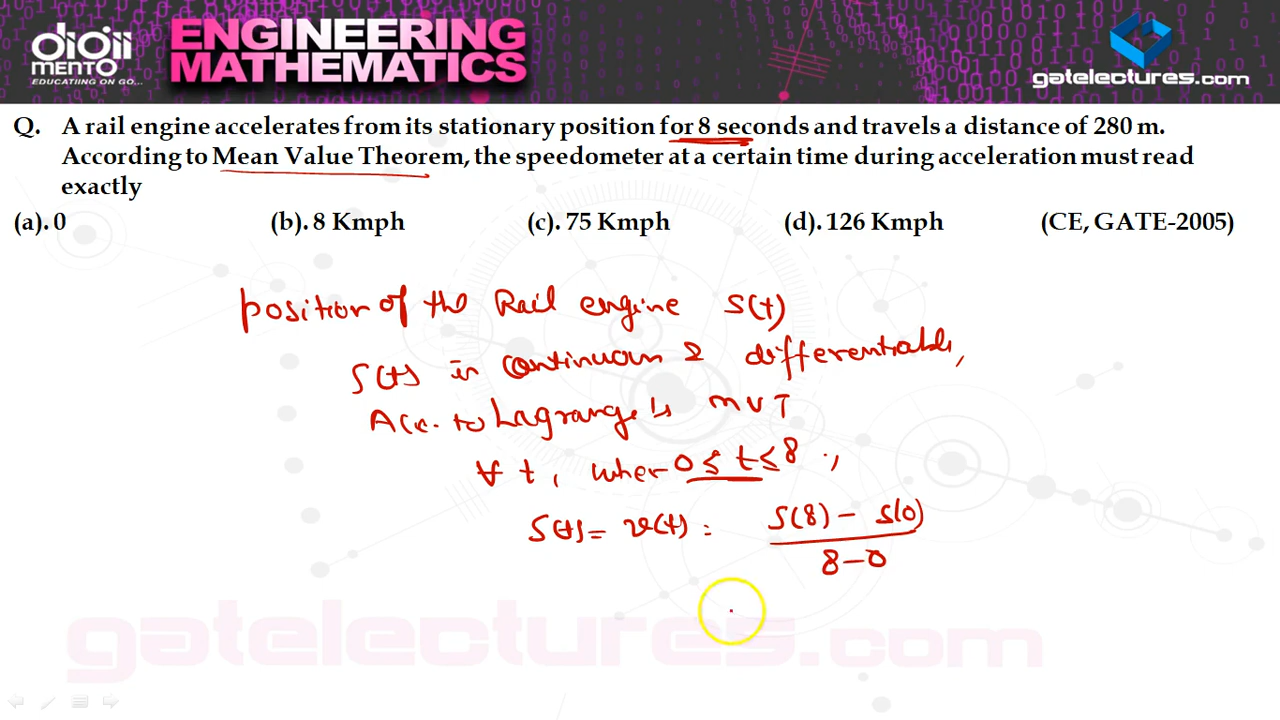 digii
MENTO
EDUCATIING ON GO...
ENGINEERING
MATHEMATICS
gatelectures.com
Q. A rail engine accelerates from its stationary position for 8 seconds and travels a distance of 280 m.
According to Mean Value Theorem, the speedometer at a certain time during acceleration must read
exactly
(a). 0 (b). 8 Kmph (c). 75 Kmph (d). 126 Kmph (CE, GATE-2005)
position of the Rail engine S(t)
S(t) is continuous & differentiable,
Acc. to Lagrange's MVT
∀ t, wher 0 ≤ t ≤ 8 .,
S(t) = v(t) = S(8) - S(0)
8-0
gatelectures.com